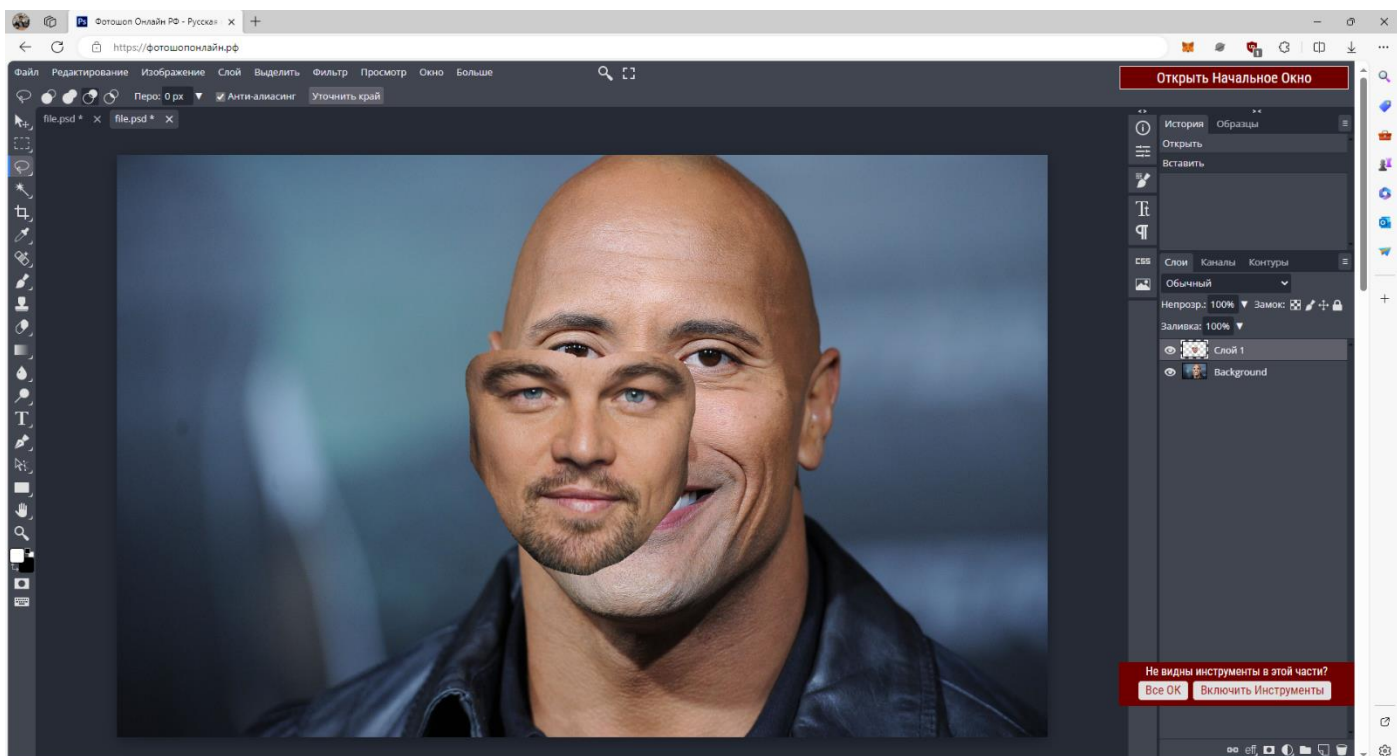 Фотошоп Онлайн РФ - Русская
https://фотошопонлайн.рф
Файл Редактирование Изображение Слой Выделить Фильтр Просмотр Окно Больше
Открыть Начальное Окно
Перо: 0 px Анти-алиасинг Уточнить край
file.psd * file.psd *
История Образцы
Открыть
Вставить
CSS
Слои Каналы Контуры
Обычный
Непрозр.: 100% Замок:
Заливка: 100%
Слой 1
Background
Не видны инструменты в этой части?
Все ОК Включить Инструменты
eff